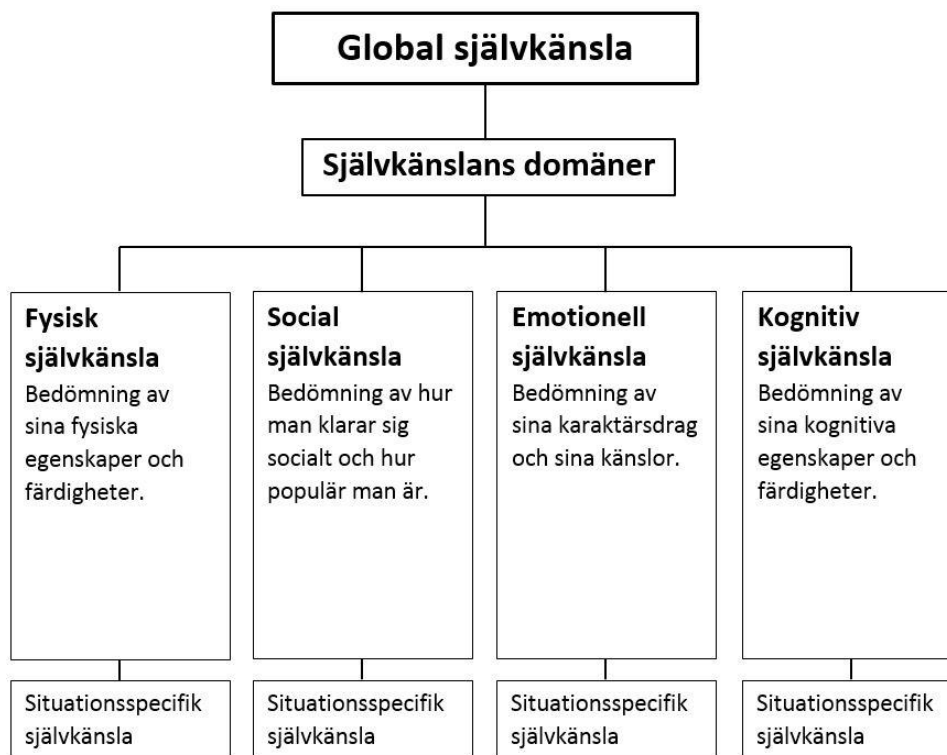 Global självkänsla
Självkänslans domäner
Fysisk
självkänsla
Bedömning av
sina fysiska
egenskaper och
färdigheter.
Social
självkänsla
Bedömning av hur
man klarar sig
socialt och hur
populär man är.
Emotionell
självkänsla
Bedömning av
sina karaktärsdrag
och sina känslor.
Kognitiv
självkänsla
Bedömning av
sina kognitiva
egenskaper och
färdigheter.
Situationsspecifik
självkänsla
Situationsspecifik
självkänsla
Situationsspecifik
självkänsla
Situationsspecifik
självkänsla